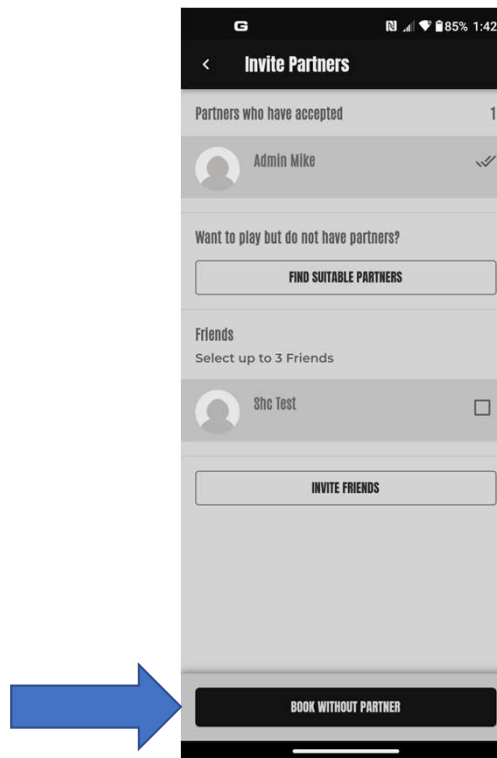 G 85% 1:42
Invite Partners
Partners who have accepted 1
Admin Mike
Want to play but do not have partners?
FIND SUITABLE PARTNERS
Friends
Select up to 3 Friends
Shc Test
INVITE FRIENDS
BOOK WITHOUT PARTNER